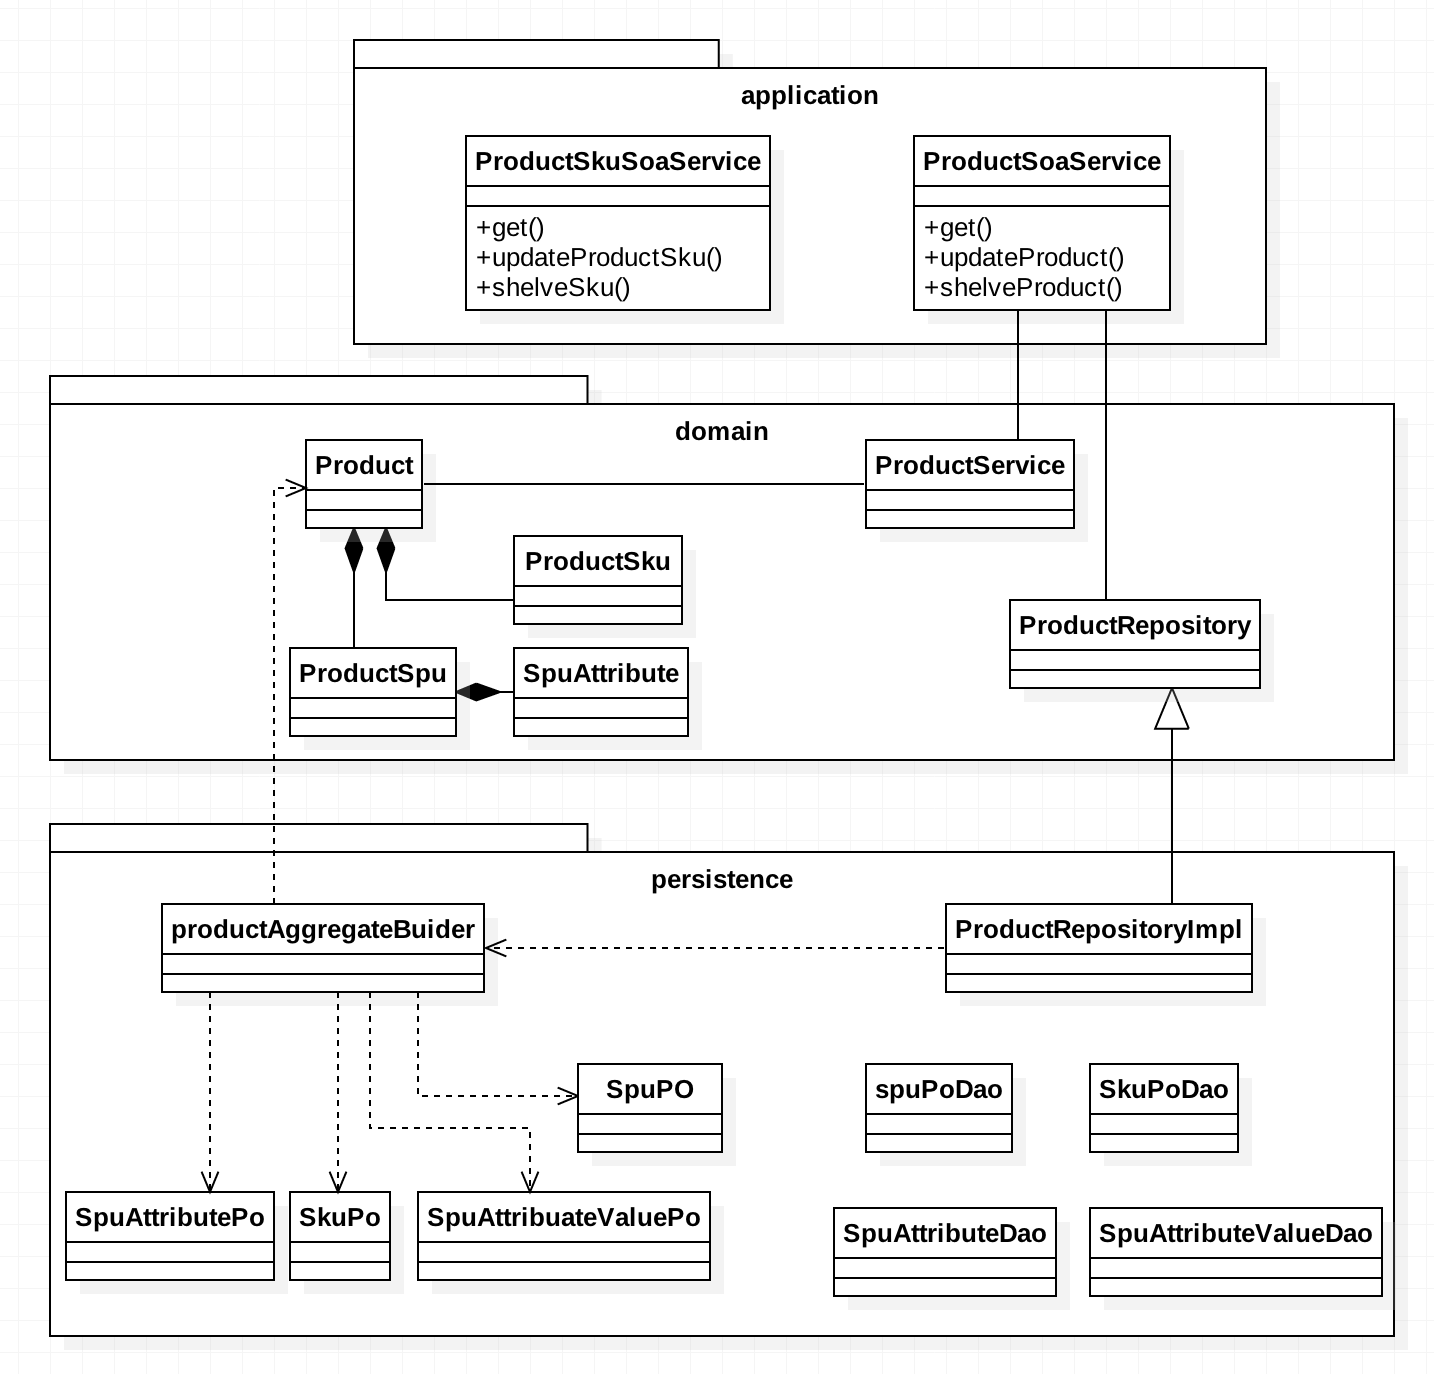 application
ProductSkuSoaService
+get()
+updateProductSku()
+shelveSku()
ProductSoaService
+get()
+updateProduct()
+shelveProduct()
domain
Product
ProductService
ProductSku
ProductRepository
ProductSpu
SpuAttribute
persistence
productAggregateBuider
ProductRepositoryImpl
SpuPO
spuPoDao
SkuPoDao
SpuAttributePo
SkuPo
SpuAttribuateValuePo
SpuAttributeDao
SpuAttributeValueDao